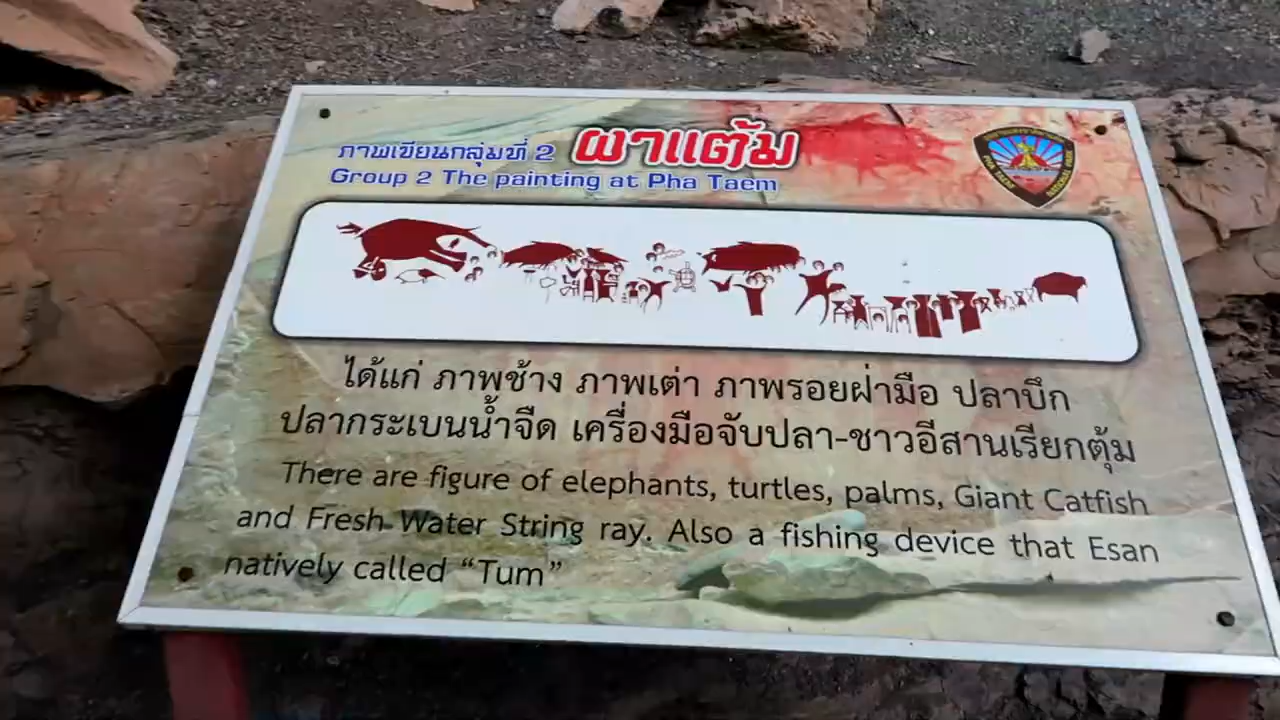 ภาพเขียนกลุ่มที่ 2 ผาแต้ม
Group 2 The painting at Pha Taem
ได้แก่ ภาพช้าง ภาพเต่า ภาพรอยฝ่ามือ ปลาบึก
ปลากระเบนน้ำจืด เครื่องมือจับปลา-ชาวอีสานเรียกตุ้ม
There are figure of elephants, turtles, palms, Giant Catfish
and Fresh Water String ray. Also a fishing device that Esan
natively called “Tum”